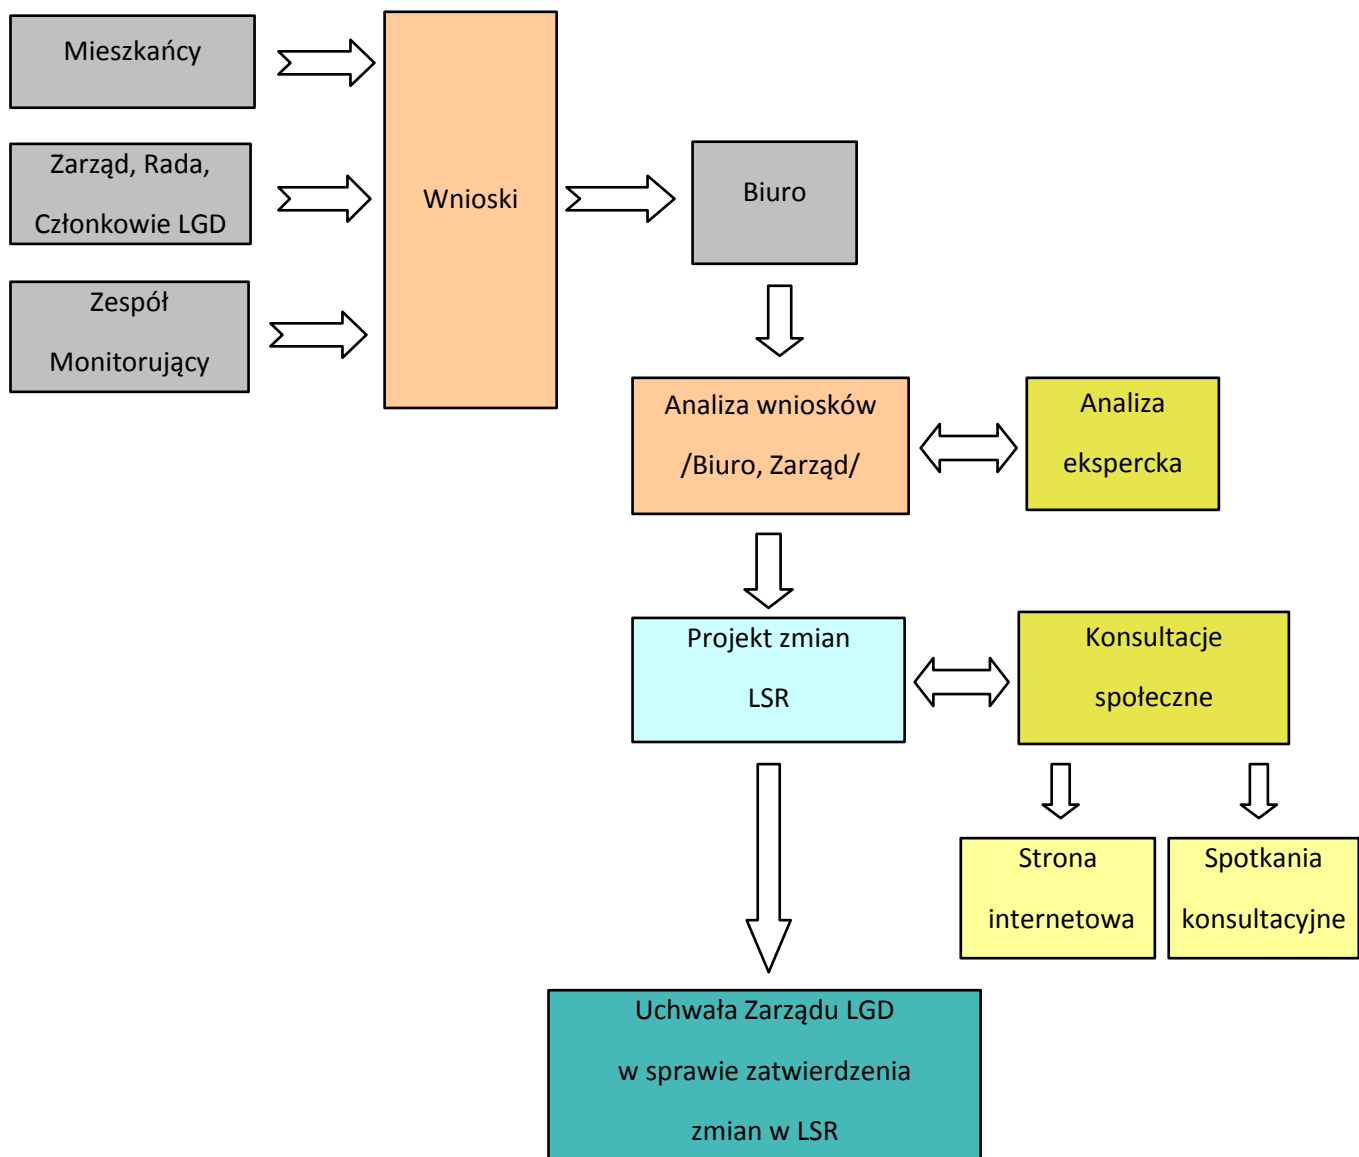 Mieszkańcy
Zarząd, Rada,
Członkowie LGD
Zespół
Monitorujący
Wnioski
Biuro
Analiza wniosków
/Biuro, Zarząd/
Analiza
ekspercka
Projekt zmian
LSR
Konsultacje
społeczne
Strona
internetowa
Spotkania
konsultacyjne
Uchwała Zarządu LGD
w sprawie zatwierdzenia
zmian w LSR